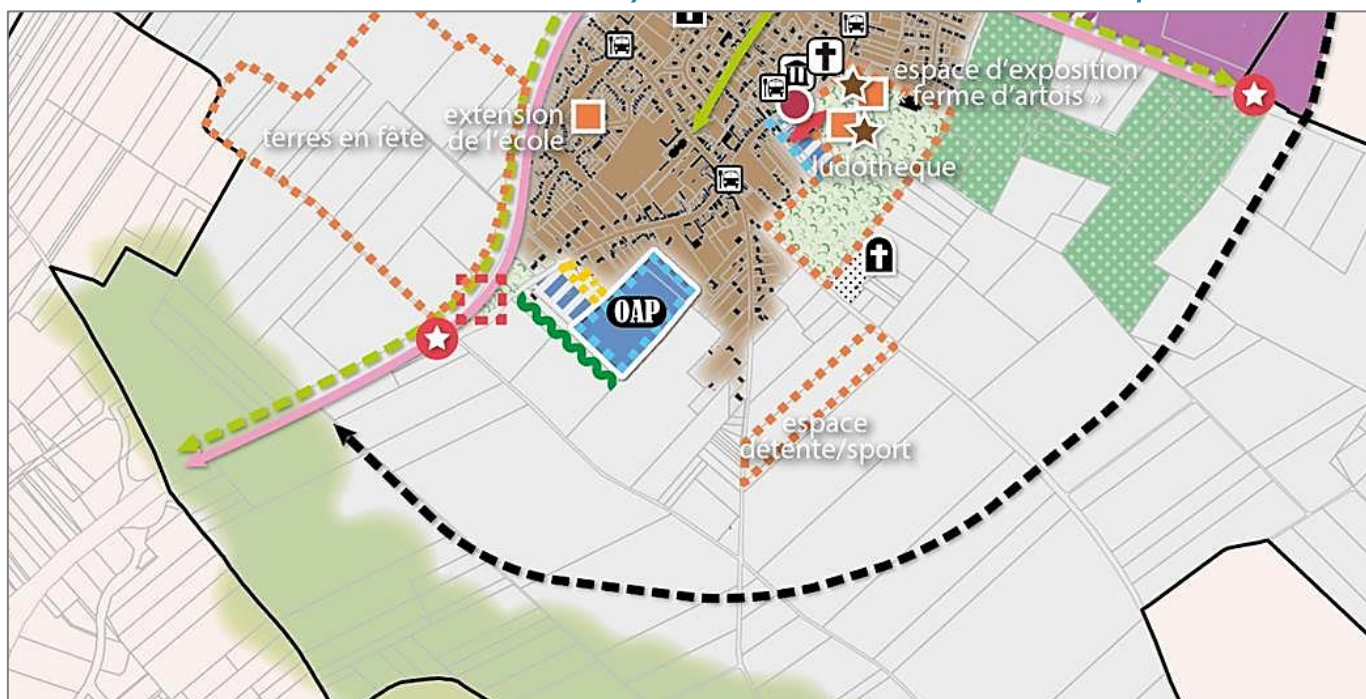 espace d'exposition
« ferme d'artois »
extension
de l'école
terres en fête
ludothèque
OAP
espace
détente/sport